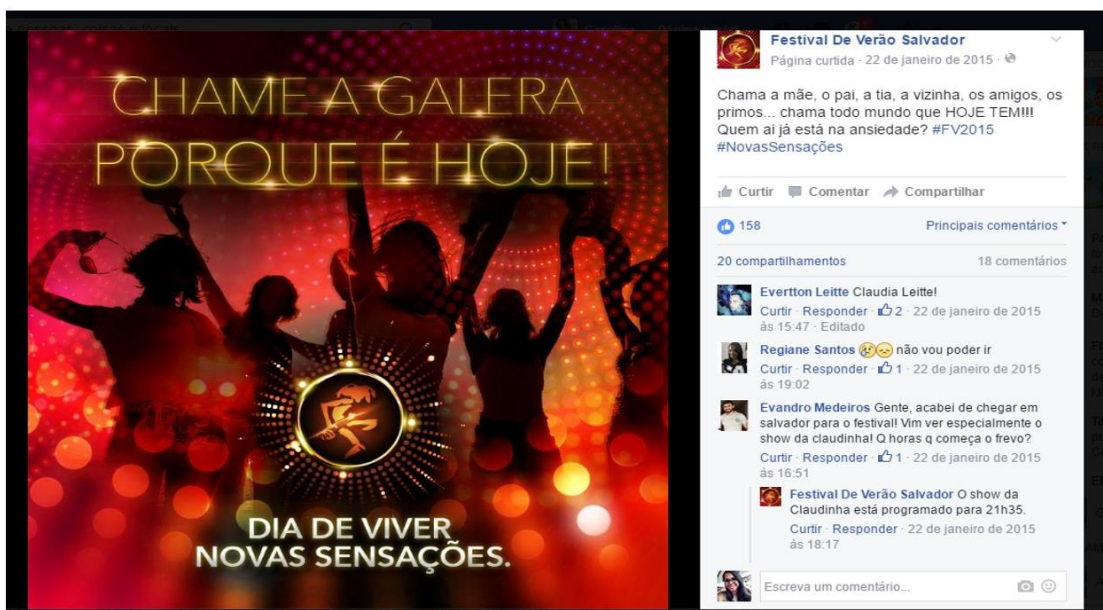 CHAME A GALERA
PORQUE É HOJE!
DIA DE VIVER
NOVAS SENSAÇÕES.
Festival De Verão Salvador
Página curtida · 22 de janeiro de 2015 ·
Chama a mãe, o pai, a tia, a vizinha, os amigos, os
primos... chama todo mundo que HOJE TEM!!!
Quem ai já está na ansiedade? #FV2015
#NovasSensações
Curtir Comentar Compartilhar
158 Principais comentários
20 compartilhamentos 18 comentários
Evertton Leitte Claudia Leitte!
Curtir · Responder · 2 · 22 de janeiro de 2015
às 15:47 · Editado
Regiane Santos 😢😞 não vou poder ir
Curtir · Responder · 1 · 22 de janeiro de 2015
às 19:02
Evandro Medeiros Gente, acabei de chegar em
salvador para o festival! Vim ver especialmente o
show da claudinha! Q horas q começa o frevo?
Curtir · Responder · 1 · 22 de janeiro de 2015
às 16:51
Festival De Verão Salvador O show da
Claudinha está programado para 21h35.
Curtir · Responder · 22 de janeiro de 2015
às 18:17
Escreva um comentário...